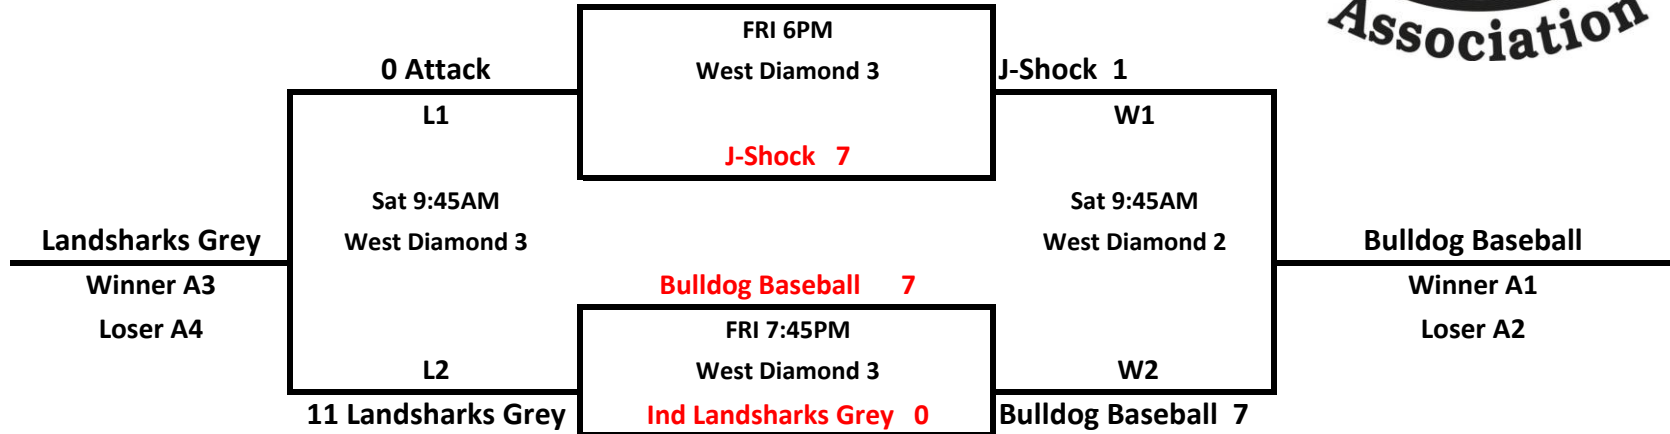 Association
FRI 6PM
0 Attack
West Diamond 3
J-Shock 1
L1
W1
J-Shock 7
Sat 9:45AM
Sat 9:45AM
Landsharks Grey
West Diamond 3
West Diamond 2
Bulldog Baseball
Winner A3
Bulldog Baseball 7
Winner A1
Loser A4
FRI 7:45PM
Loser A2
L2
West Diamond 3
W2
11 Landsharks Grey
Ind Landsharks Grey 0
Bulldog Baseball 7